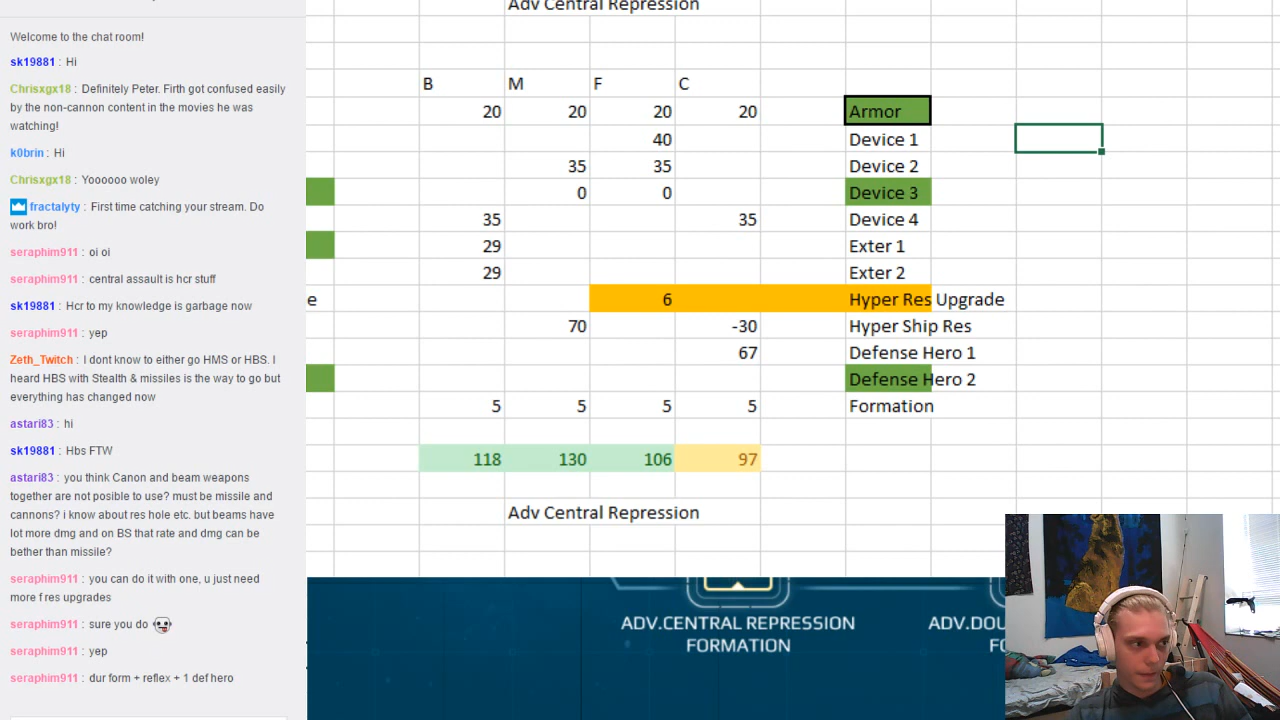 Welcome to the chat room!
sk19881 : Hi
Chrisxgx18 : Definitely Peter. Firth got confused easily
by the non-cannon content in the movies he was
watching!
k0brin : Hi
Chrisxgx18 : Yoooooo woley
fractalyty : First time catching your stream. Do
work bro!
seraphim911 : oi oi
seraphim911 : central assault is hcr stuff
sk19881 : Hcr to my knowledge is garbage now
seraphim911 : yep
Zeth_Twitch : I dont know to either go HMS or HBS. I
heard HBS with Stealth & missiles is the way to go but
everything has changed now
astari83 : hi
sk19881 : Hbs FTW
astari83 : you think Canon and beam weapons
together are not posible to use? must be missile and
cannons? i know about res hole etc. but beams have
lot more dmg and on BS that rate and dmg can be
bether than missile?
seraphim911 : you can do it with one, u just need
more f res upgrades
seraphim911 : sure you do
seraphim911 : yep
seraphim911 : dur form + reflex + 1 def hero
Adv Central Repression
B M F C
20 20 20 20 Armor
40 Device 1
35 35 Device 2
0 0 Device 3
35 35 Device 4
29 Exter 1
29 Exter 2
e 6 Hyper Res Upgrade
70 -30 Hyper Ship Res
67 Defense Hero 1
Defense Hero 2
5 5 5 5 Formation
118 130 106 97
Adv Central Repression
ADV.CENTRAL REPRESSION
FORMATION
ADV.DOU